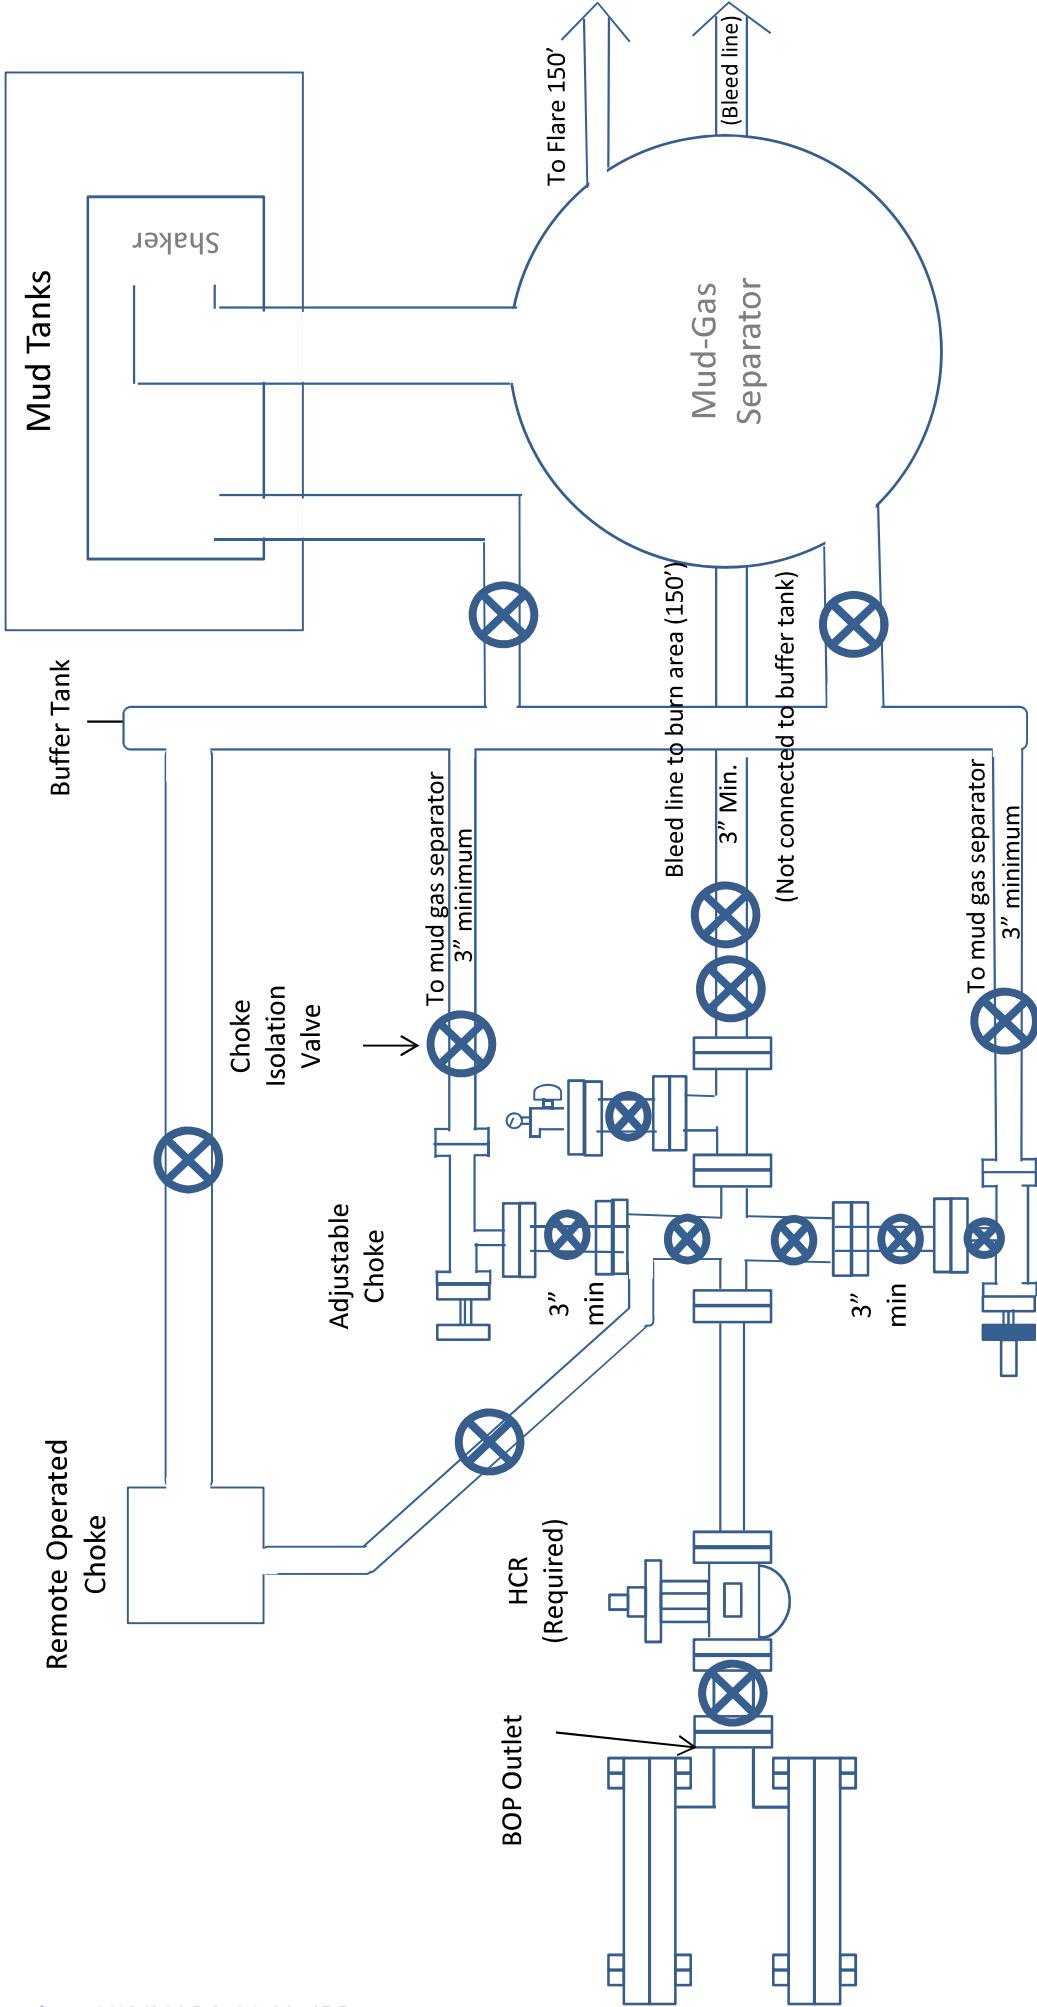 Mud Tanks
Shaker
To Flare 150’
(Bleed line)
Mud-Gas
Separator
Buffer Tank
Bleed line to burn area (150’)
3” Min.
(Not connected to buffer tank)
To mud gas separator
3” minimum
To mud gas separator
3” minimum
Choke
Isolation
Valve
Adjustable
Choke
3”
min
3”
min
Remote Operated
Choke
HCR
(Required)
BOP Outlet